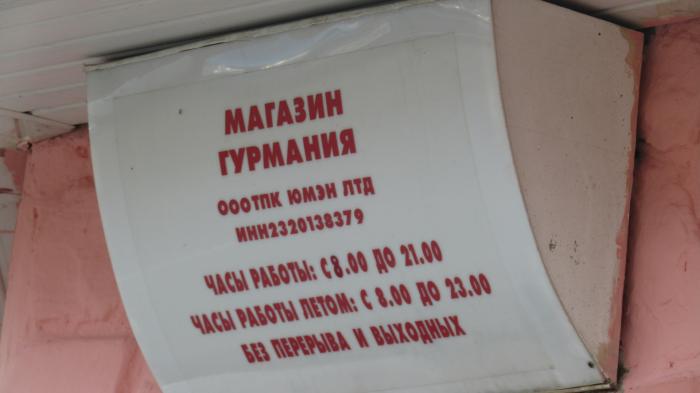 МАГАЗИН
ГУРМАНИЯ
ОООТПК ЮМЭН ЛТД
ИНН2320138379
ЧАСЫ РАБОТЫ: С 8.00 ДО 21.00
ЧАСЫ РАБОТЫ ЛЕТОМ: С 8.00 ДО 23.00
БЕЗ ПЕРЕРЫВА И ВЫХОДНЫХ